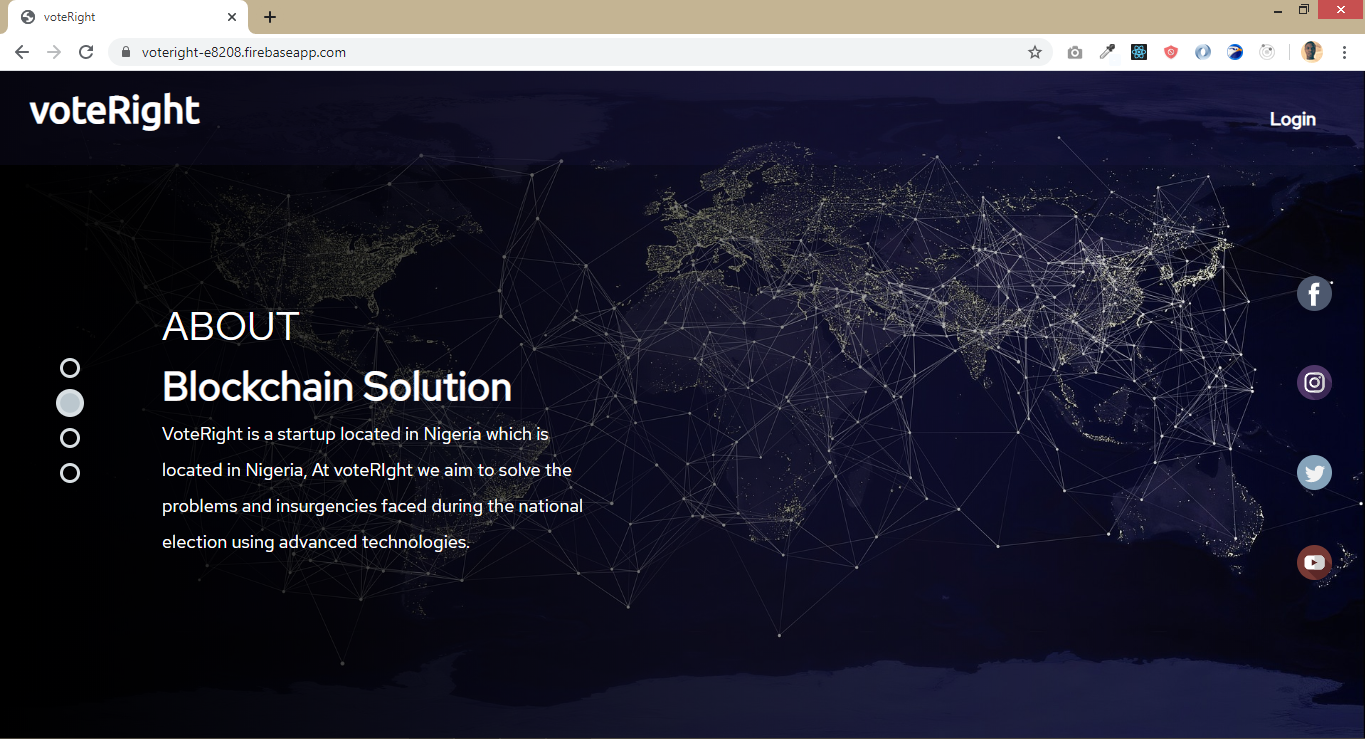 voteRight
voteright-e8208.firebaseapp.com
voteRight
Login
ABOUT
Blockchain Solution
VoteRight is a startup located in Nigeria which is
located in Nigeria, At voteRIght we aim to solve the
problems and insurgencies faced during the national
election using advanced technologies.